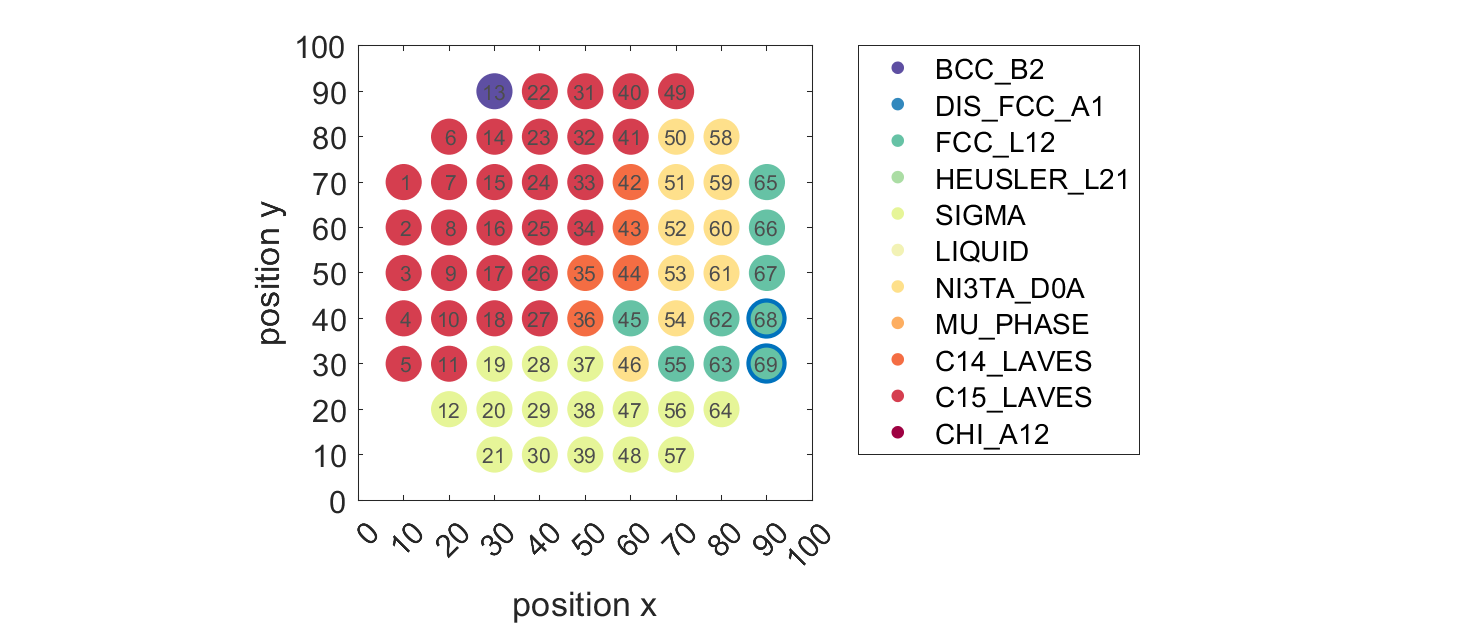 100
90
80
70
60
50
40
30
20
10
0
position y
13 22 31 40 49
6 14 23 32 41 50 58
1 7 15 24 33 42 51 59 65
2 8 16 25 34 43 52 60 66
3 9 17 26 35 44 53 61 67
4 10 18 27 36 45 54 62 68
5 11 19 28 37 46 55 63 69
12 20 29 38 47 56 64
21 30 39 48 57
0 10 20 30 40 50 60 70 80 90 100
position x
BCC_B2
DIS_FCC_A1
FCC_L12
HEUSLER_L21
SIGMA
LIQUID
NI3TA_D0A
MU_PHASE
C14_LAVES
C15_LAVES
CHI_A12